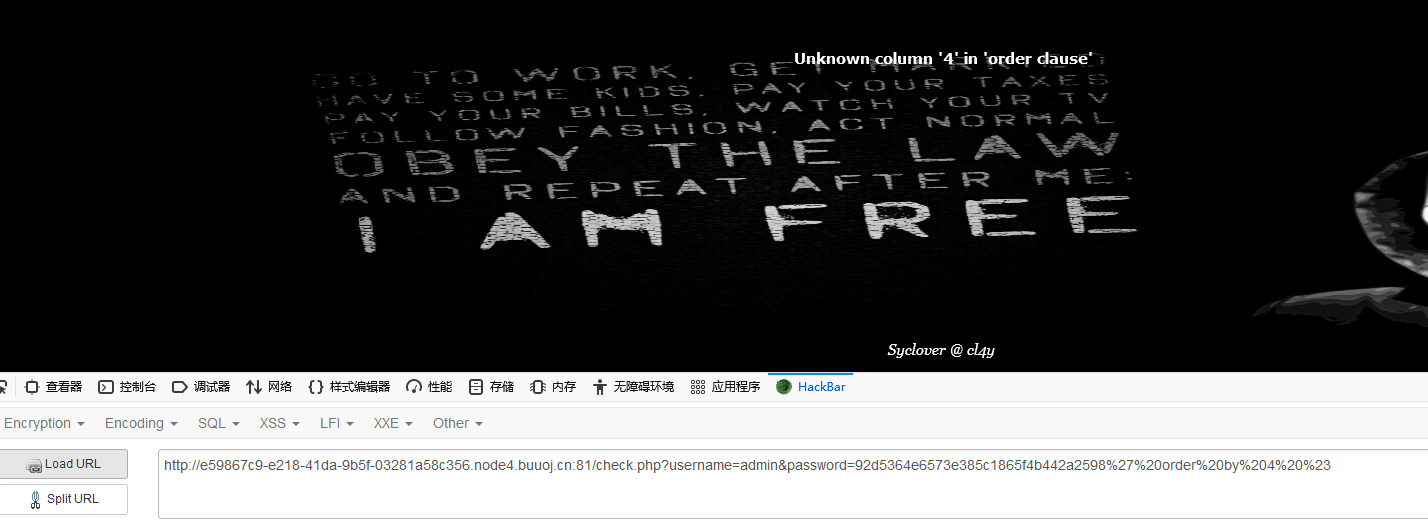 Unknown column '4' in 'order clause'
GO TO WORK, GET MARRIED
HAVE SOME KIDS, PAY YOUR TAXES
PAY YOUR BILLS, WATCH YOUR TV
FOLLOW FASHION, ACT NORMAL
OBEY THE LAW
AND REPEAT AFTER ME:
I AM FREE
Syclover @ cl4y
查看器 控制台 调试器 网络 样式编辑器 性能 存储 内存 无障碍环境 应用程序 HackBar
Encryption Encoding SQL XSS LFI XXE Other
Load URL http://e59867c9-e218-41da-9b5f-03281a58c356.node4.buuoj.cn:81/check.php?username=admin&password=92d5364e6573e385c1865f4b442a2598%27%20order%20by%204%20%23
Split URL